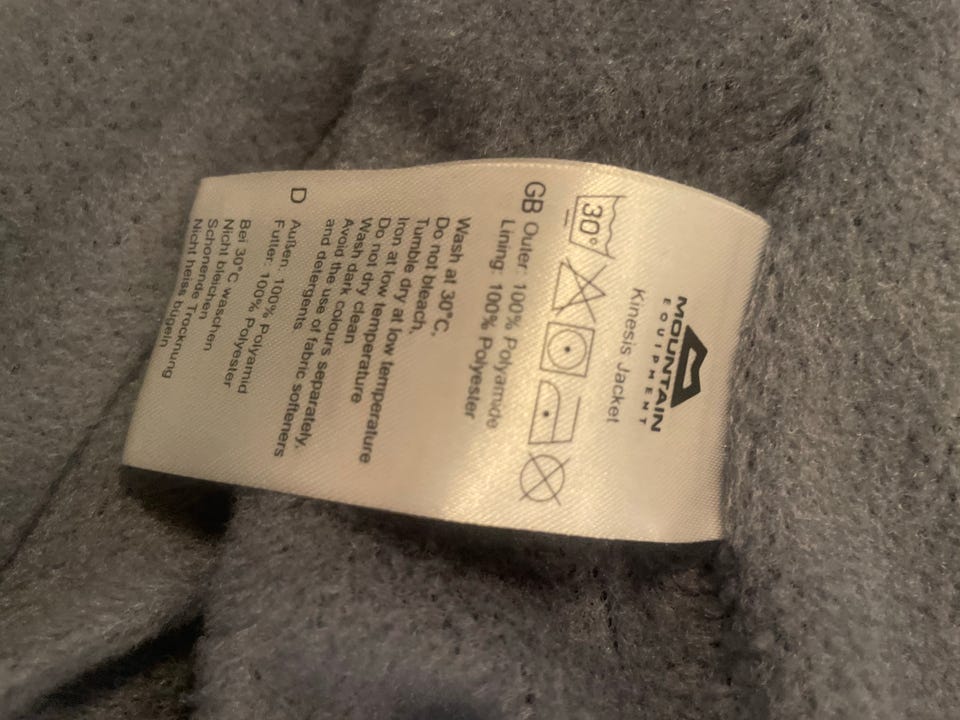 MOUNTAIN
EQUIPMENT
Kinesis Jacket
30°
GB Outer: 100% Polyamide
Lining: 100% Polyester
Wash at 30°C.
Do not bleach,
Tumble dry at low temperature
Iron at low temperature
Do not dry clean
Wash dark colours separately.
Avoid the use of fabric softeners
and detergents
D Außen: 100% Polyamid
Futter: 100% Polyester
Bei 30°C waschen
Nicht bleichen
Schonende Trocknung
Nicht heiss bügeln